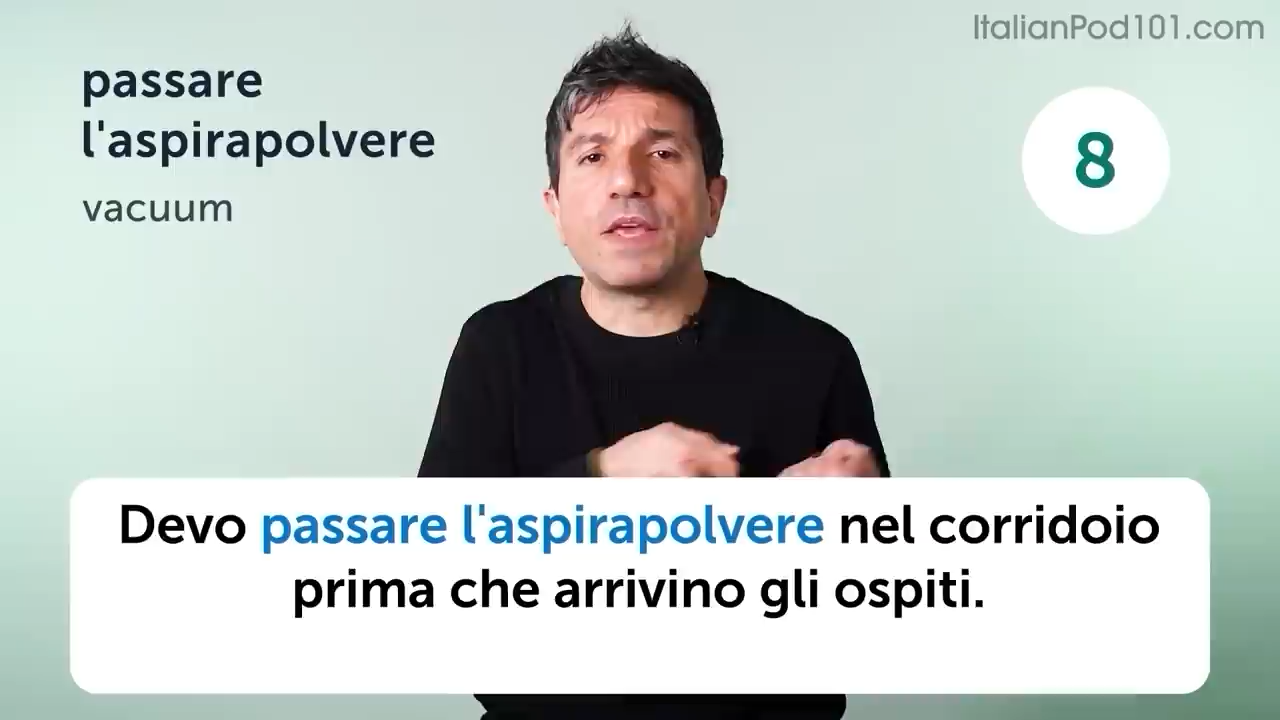 ItalianPod101.com
passare
l'aspirapolvere
vacuum
8
Devo passare l'aspirapolvere nel corridoio
prima che arrivino gli ospiti.